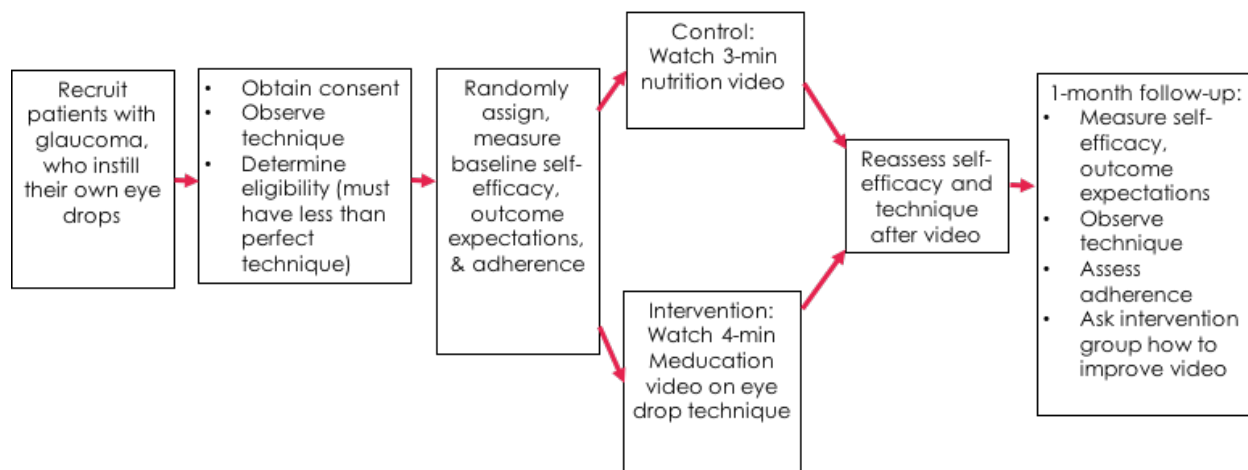 Recruit
patients with
glaucoma,
who instill
their own eye
drops
• Obtain consent
• Observe
technique
• Determine
eligibility (must
have less than
perfect
technique)
Randomly
assign,
measure
baseline self-
efficacy,
outcome
expectations,
& adherence
Control:
Watch 3-min
nutrition video
Intervention:
Watch 4-min
Meducation
video on eye
drop technique
Reassess self-
efficacy and
technique
after video
1-month follow-up:
• Measure self-
efficacy,
outcome
expectations
• Observe
technique
• Assess
adherence
• Ask intervention
group how to
improve video